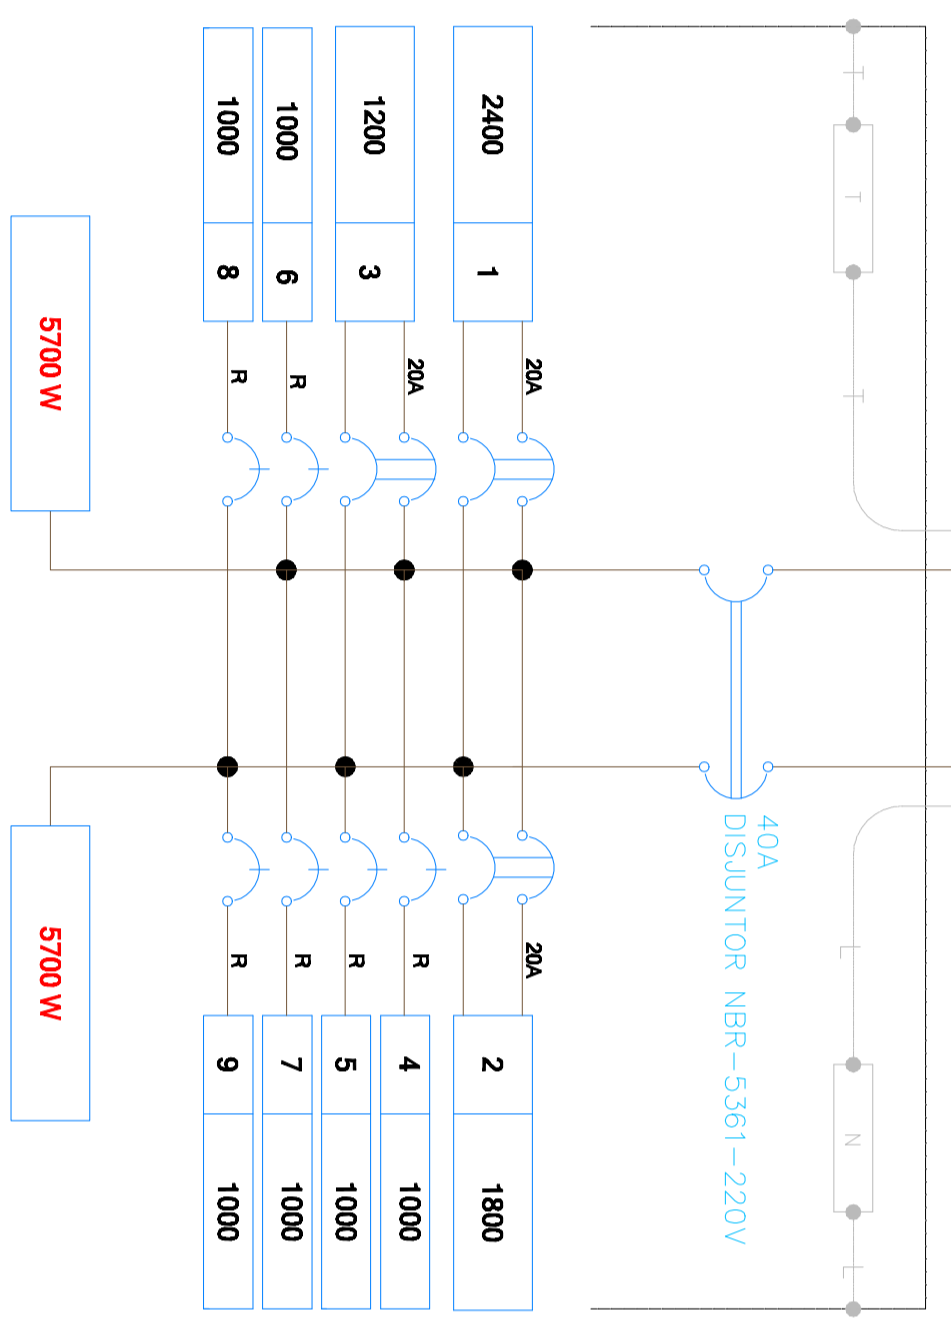 T T T L N L
40A
DISJUNTOR NBR-5361-220V
2400 1 20A 20A 2 1800
1200 3 20A R 4 1000
R 5 1000
1000 6 R R 7 1000
1000 8 R R 9 1000
5700 W 5700 W